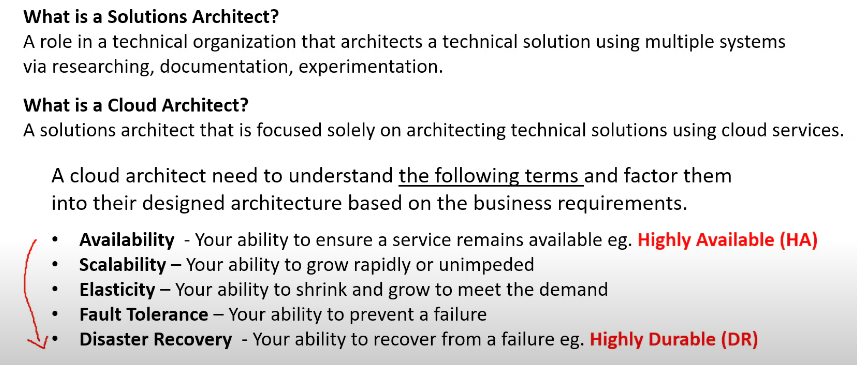 What is a Solutions Architect?
A role in a technical organization that architects a technical solution using multiple systems
via researching, documentation, experimentation.
What is a Cloud Architect?
A solutions architect that is focused solely on architecting technical solutions using cloud services.
A cloud architect need to understand the following terms and factor them
into their designed architecture based on the business requirements.
• Availability - Your ability to ensure a service remains available eg. Highly Available (HA)
• Scalability – Your ability to grow rapidly or unimpeded
• Elasticity – Your ability to shrink and grow to meet the demand
• Fault Tolerance – Your ability to prevent a failure
• Disaster Recovery - Your ability to recover from a failure eg. Highly Durable (DR)